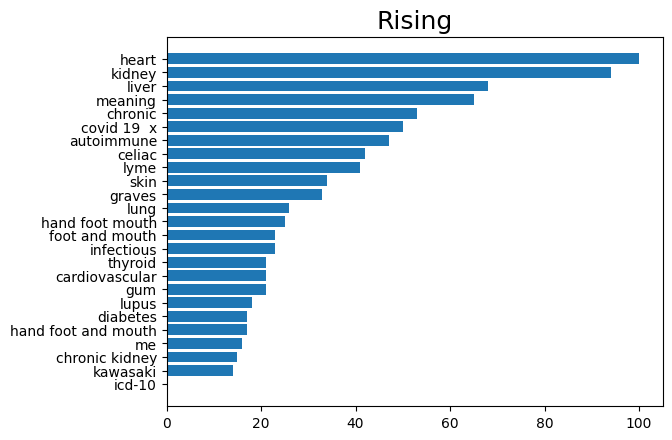 Rising
heart
kidney
liver
meaning
chronic
covid 19  x
autoimmune
celiac
lyme
skin
graves
lung
hand foot mouth
foot and mouth
infectious
thyroid
cardiovascular
gum
lupus
diabetes
hand foot and mouth
me
chronic kidney
kawasaki
icd-10
0 20 40 60 80 100